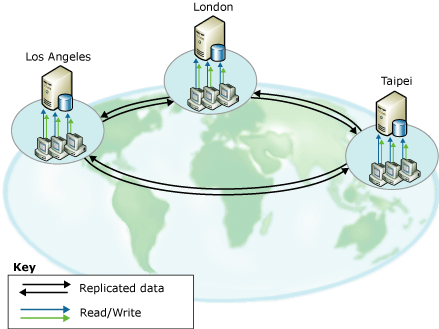 London
Los Angeles
Taipei
Key
Replicated data
Read/Write